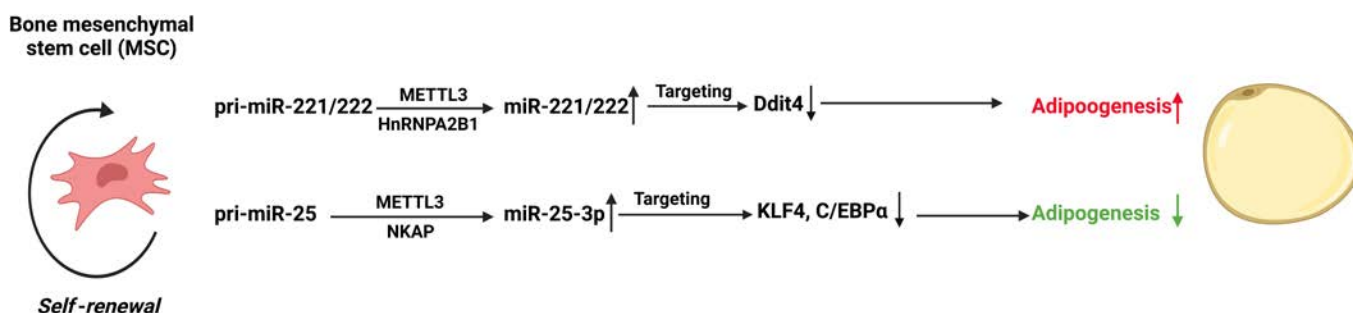 Bone mesenchymal
stem cell (MSC)
pri-miR-221/222
METTL3
HnRNPA2B1
miR-221/222
Targeting
Ddit4
Adipoogenesis
pri-miR-25
METTL3
NKAP
miR-25-3p
Targeting
KLF4, C/EBPα
Adipogenesis
Self-renewal